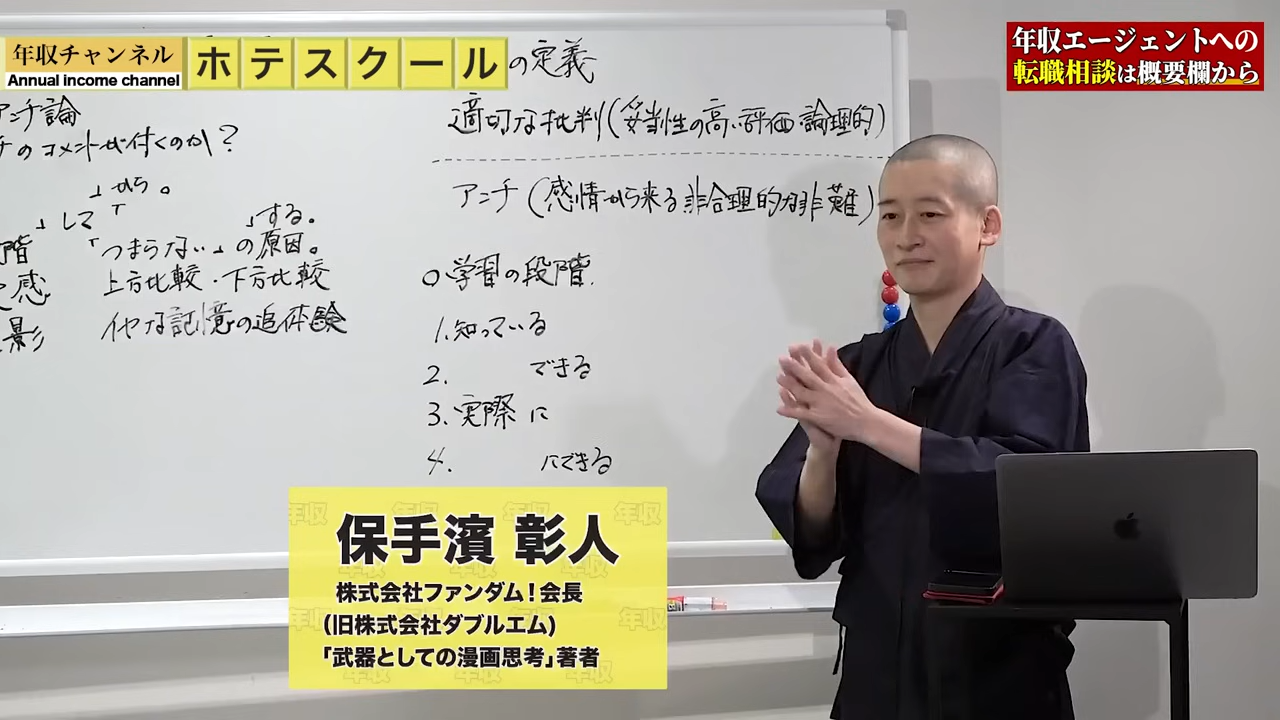 年収チャンネル
Annual income channel
ホテスクール
の定義
年収エージェントへの
転職相談は概要欄から
アンチ論
チのコメントが付くのか?
」から。
」して「 」する。
階 「つまらない」の原因。
感 上方比較・下方比較
影 イヤな記憶の追体験
適切な批判(妥当性の高い評価・論理的)
アンチ(感情から来る非合理的な非難)
○学習の段階.
1.知っている
2. できる
3.実際に
4. にできる
保手濱 彰人
株式会社ファンダム!会長
(旧株式会社ダブルエム)
「武器としての漫画思考」著者